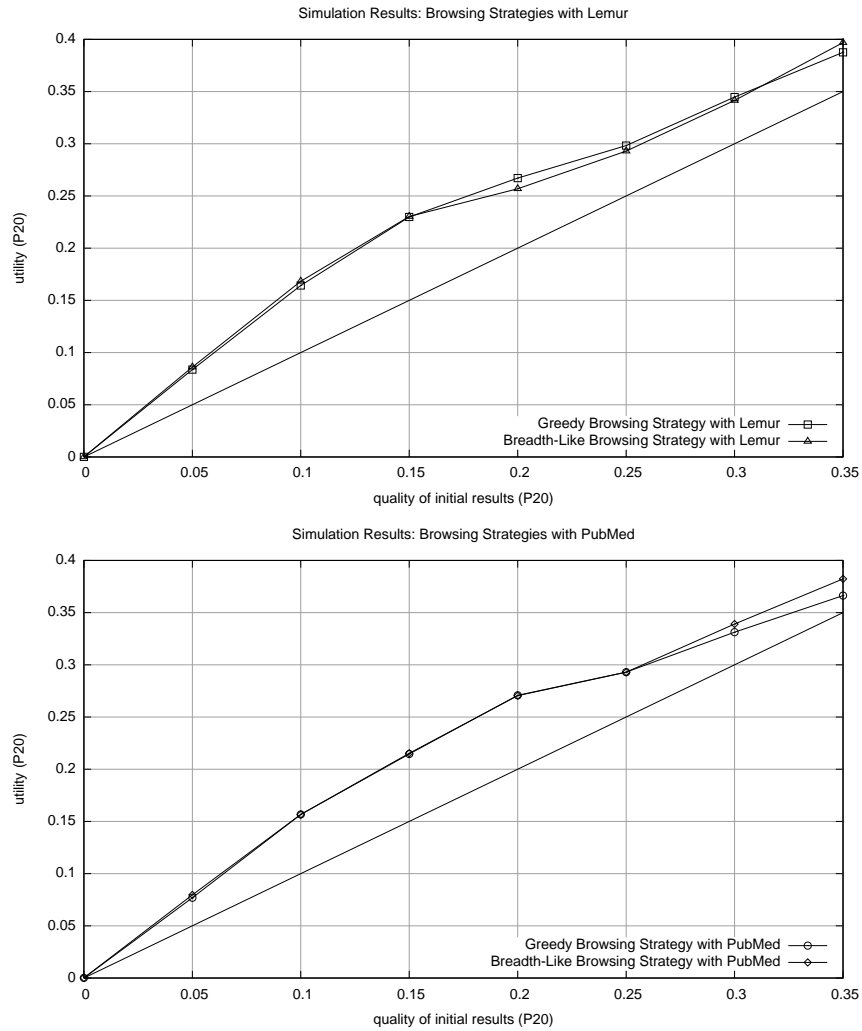 Simulation Results: Browsing Strategies with Lemur
0.4
0.35
0.3
0.25
0.2
0.15
0.1
0.05
0
utility (P20)
Greedy Browsing Strategy with Lemur
Breadth-Like Browsing Strategy with Lemur
0 0.05 0.1 0.15 0.2 0.25 0.3 0.35
quality of initial results (P20)
Simulation Results: Browsing Strategies with PubMed
0.4
0.35
0.3
0.25
0.2
0.15
0.1
0.05
0
utility (P20)
Greedy Browsing Strategy with PubMed
Breadth-Like Browsing Strategy with PubMed
0 0.05 0.1 0.15 0.2 0.25 0.3 0.35
quality of initial results (P20)